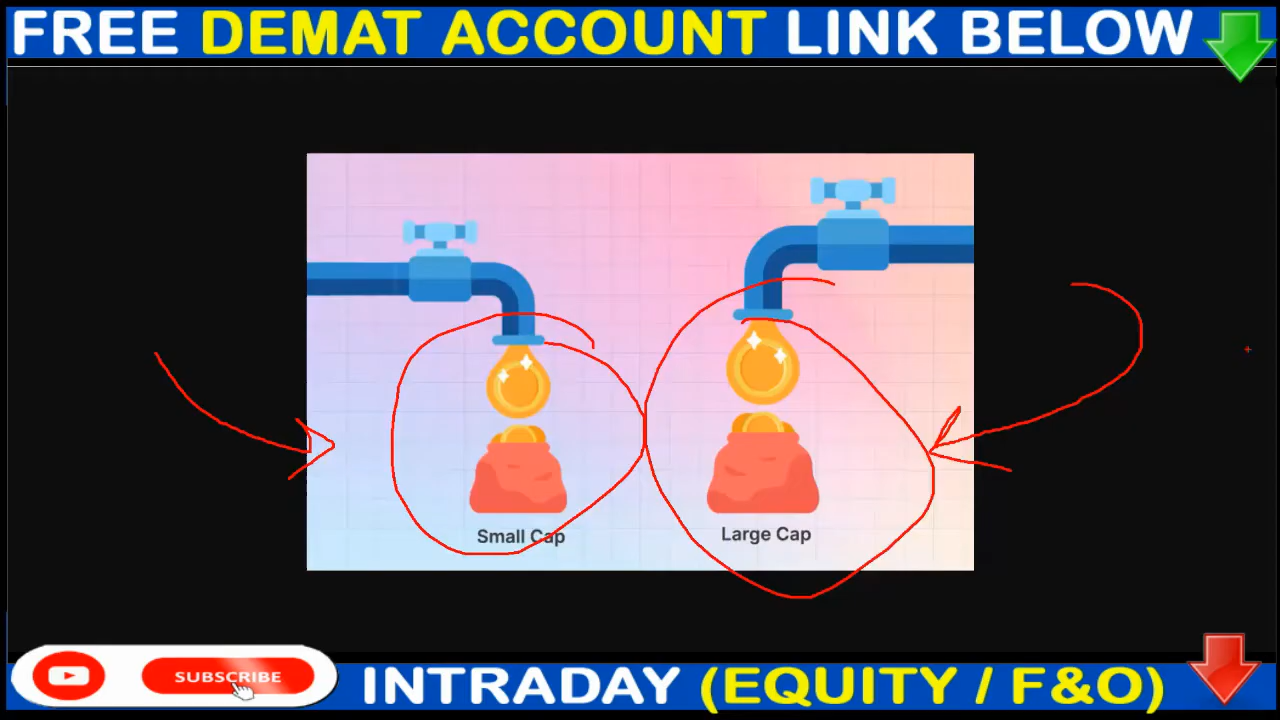 FREE DEMAT ACCOUNT LINK BELOW
Small Cap
Large Cap
SUBSCRIBE
INTRADAY (EQUITY / F&O)